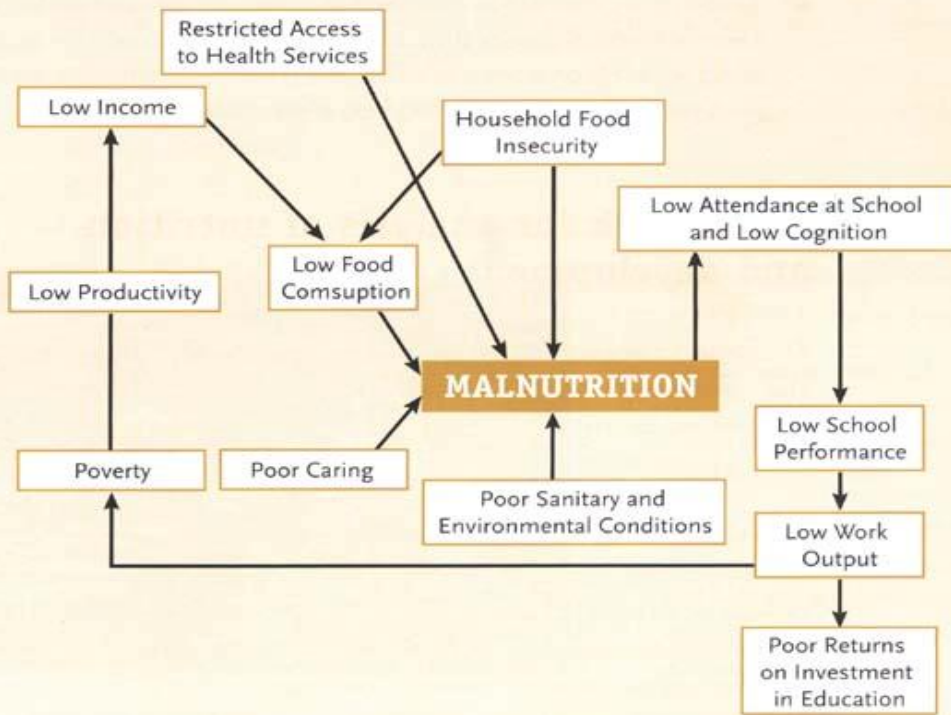 Restricted Access
to Health Services
Low Income
Household Food
Insecurity
Low Attendance at School
and Low Cognition
Low Productivity
Low Food
Comsuption
MALNUTRITION
Low School
Performance
Poverty
Poor Caring
Poor Sanitary and
Environmental Conditions
Low Work
Output
Poor Returns
on Investment
in Education